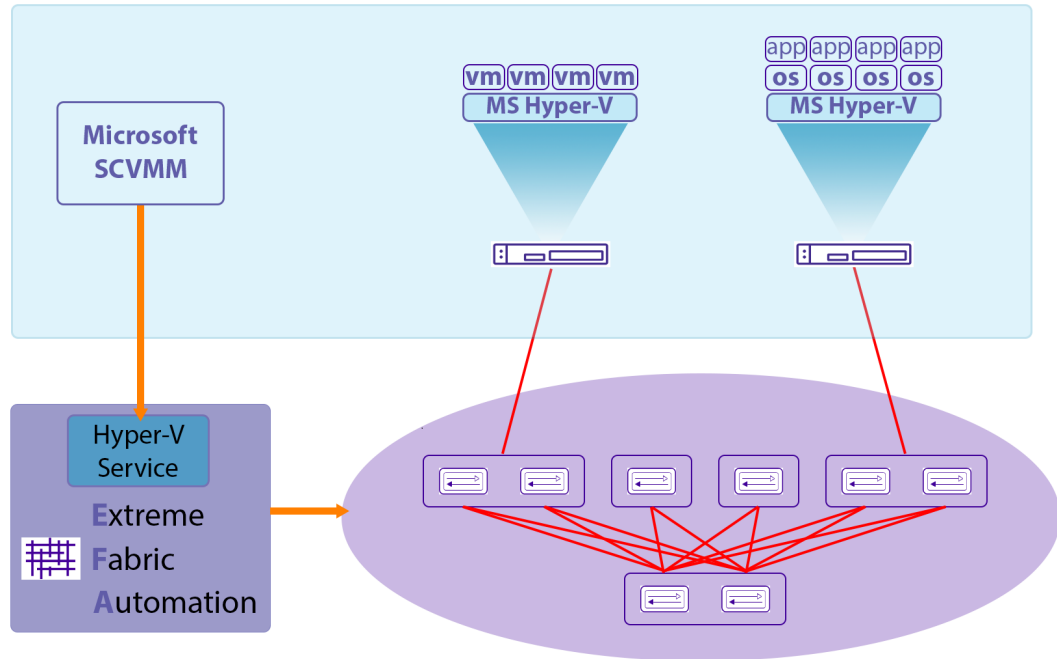 app app app app
vm vm vm vm
os os os os
MS Hyper-V
MS Hyper-V
Microsoft
SCVMM
Hyper-V
Service
Extreme
Fabric
Automation